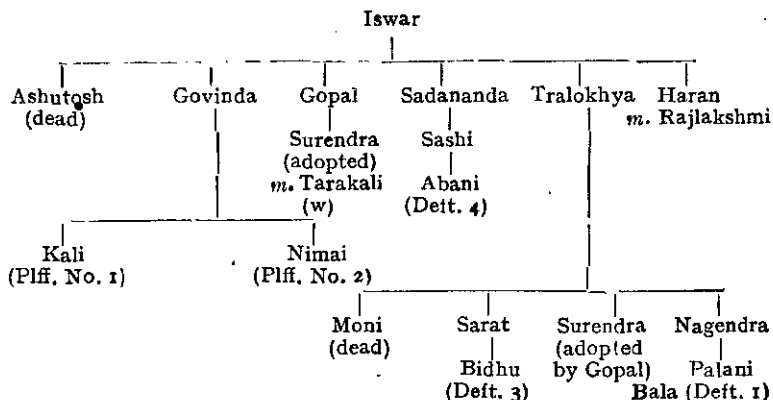 Iswar
Ashutosh Govinda Gopal Sadananda Tralokhya Haran
(dead) m. Rajlakshmi
Surendra Sashi
(adopted)
m. Tarakali Abani
(w) (Deft. 4)
Kali Nimai
(Plff. No. 1) (Plff. No. 2)
Moni Sarat Surendra Nagendra
(dead) (adopted
Bidhu by Gopal) Palani
(Deft. 3) Bala (Deft. 1)